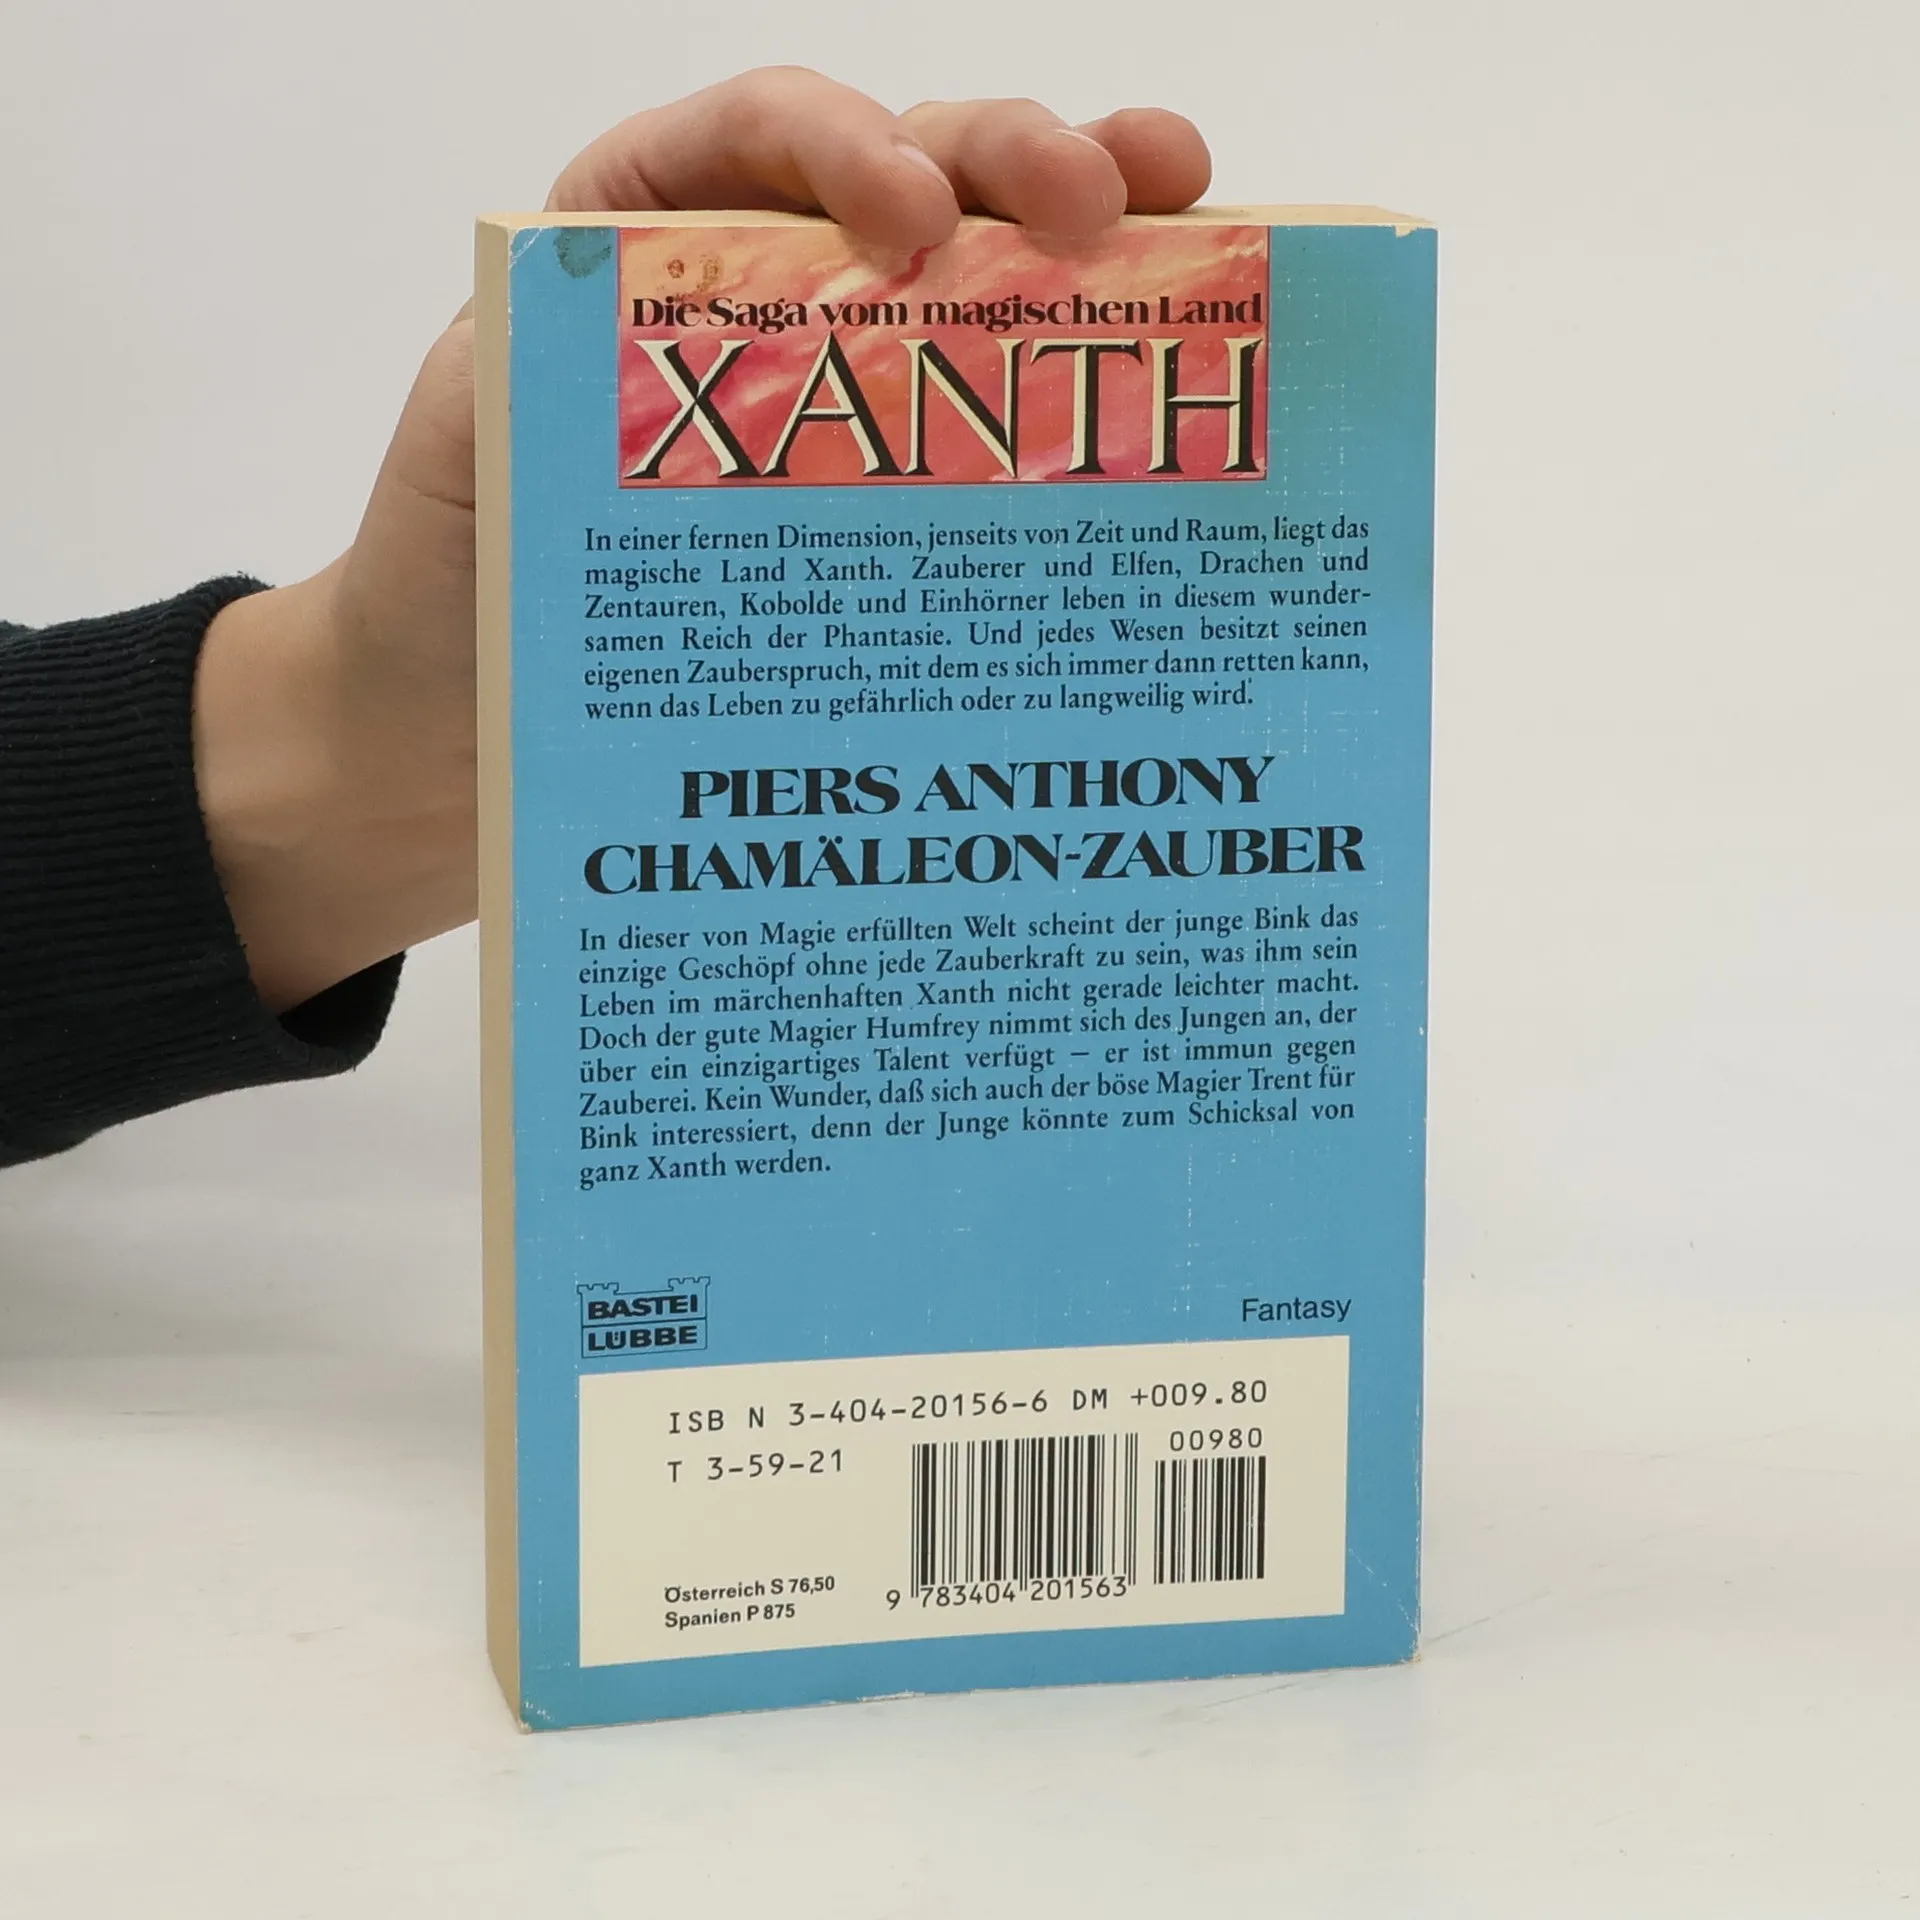 Die Saga vom magischen Land
XANTH
In einer fernen Dimension, jenseits von Zeit und Raum, liegt das
magische Land Xanth. Zauberer und Elfen, Drachen und
Zentauren, Kobolde und Einhörner leben in diesem wunder-
samen Reich der Phantasie. Und jedes Wesen besitzt seinen
eigenen Zauberspruch, mit dem es sich immer dann retten kann,
wenn das Leben zu gefährlich oder zu langweilig wird.
PIERS ANTHONY
CHAMÄLEON-ZAUBER
In dieser von Magie erfüllten Welt scheint der junge Bink das
einzige Geschöpf ohne jede Zauberkraft zu sein, was ihm sein
Leben im märchenhaften Xanth nicht gerade leichter macht.
Doch der gute Magier Humfrey nimmt sich des Jungen an, der
über ein einzigartiges Talent verfügt – er ist immun gegen
Zauberei. Kein Wunder, daß sich auch der böse Magier Trent für
Bink interessiert, denn der Junge könnte zum Schicksal von
ganz Xanth werden.
BASTEI
LÜBBE
Fantasy
ISB N 3-404-20156-6 DM +009.80
T 3-59-21
00980
Österreich S 76,50
Spanien P 875
9 783404 201563